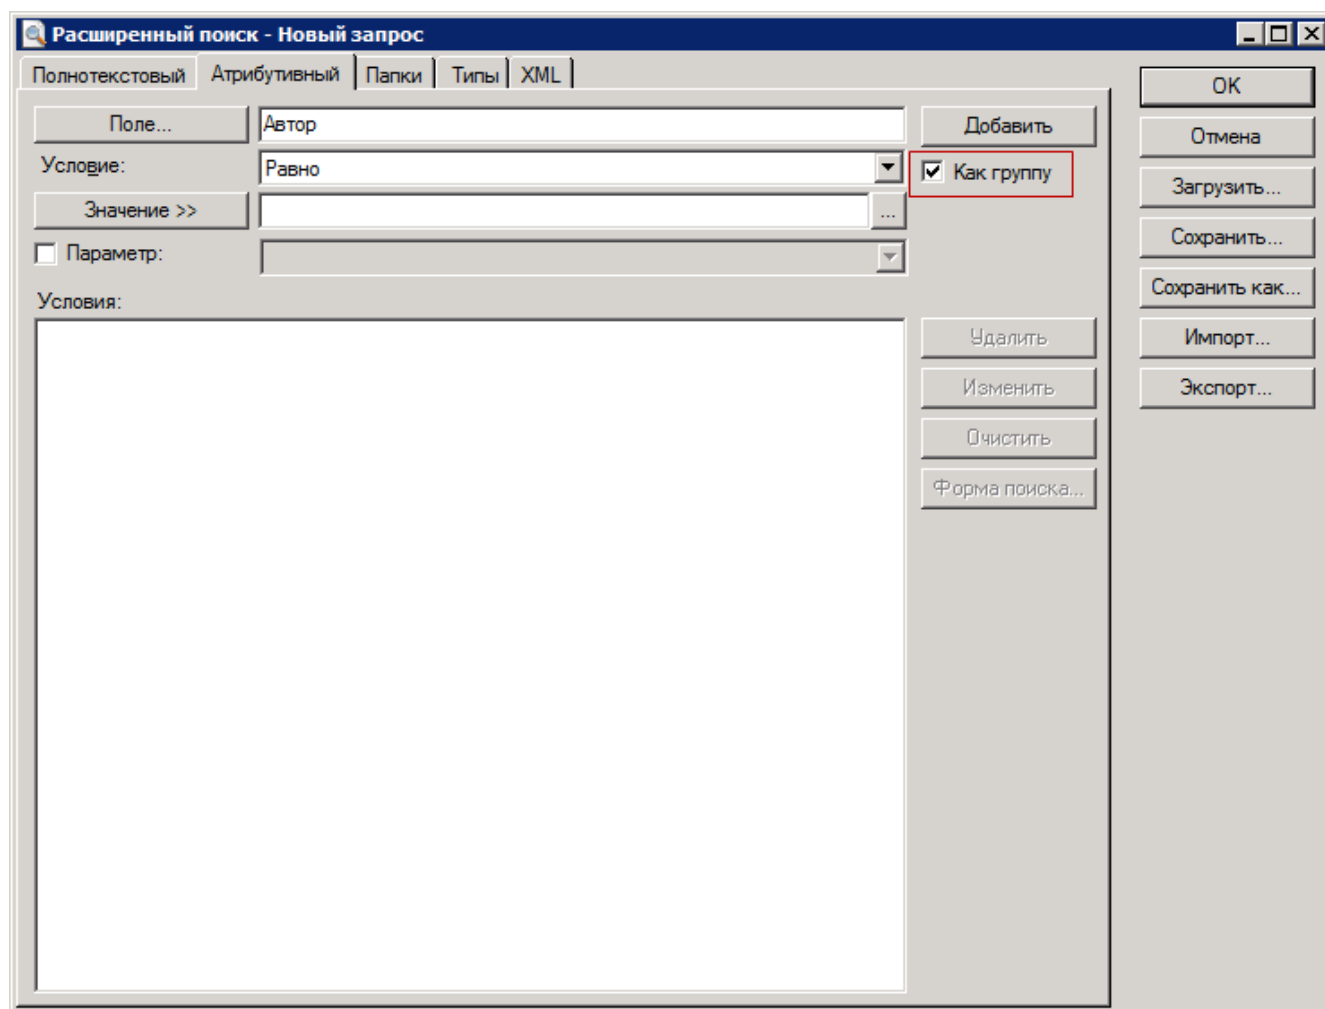 Расширенный поиск - Новый запрос
Полнотекстовый Атрибутивный Папки Типы XML
OK
Поле... Автор Добавить
Отмена
Условие: Равно Как группу
Загрузить...
Значение >> ...
Сохранить...
Параметр:
Сохранить как...
Условия:
Удалить Импорт...
Изменить Экспорт...
Очистить
Форма поиска...